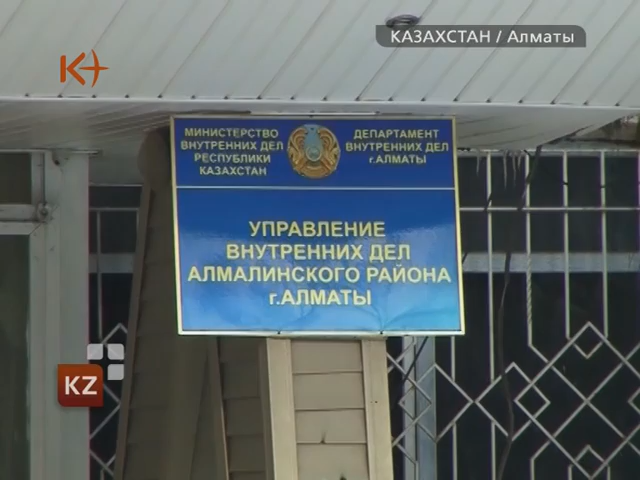 КАЗАХСТАН / Алматы
К+
МИНИСТЕРСТВО
ВНУТРЕННИХ ДЕЛ
РЕСПУБЛИКИ
КАЗАХСТАН
ДЕПАРТАМЕНТ
ВНУТРЕННИХ ДЕЛ
г.АЛМАТЫ
УПРАВЛЕНИЕ
ВНУТРЕННИХ ДЕЛ
АЛМАЛИНСКОГО РАЙОНА
г.АЛМАТЫ
KZ